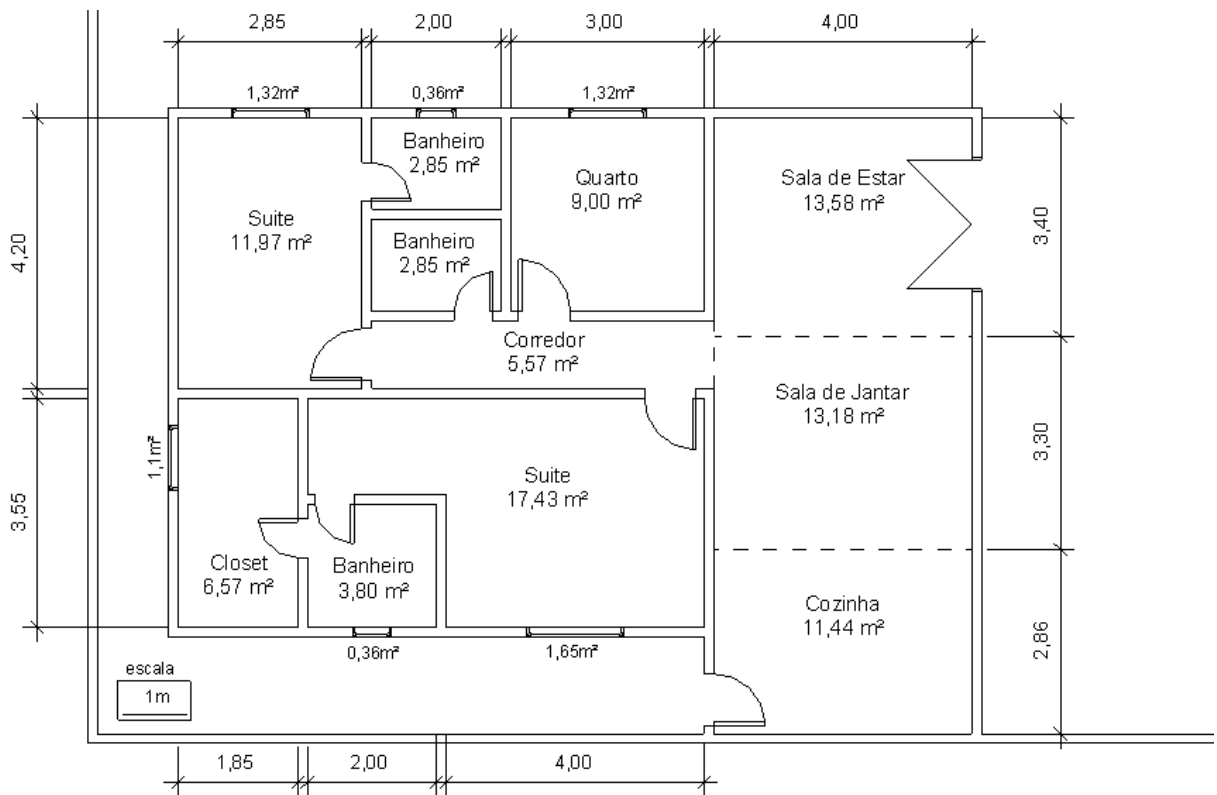 2,85
2,00
3,00
4,00
1,32m²
0,36m²
1,32m²
Banheiro
2,85 m²
Quarto
9,00 m²
Sala de Estar
13,58 m²
Suite
11,97 m²
Banheiro
2,85 m²
4,20
3,40
Corredor
5,57 m²
Sala de Jantar
13,18 m²
1,1m²
3,30
Suite
17,43 m²
3,55
Closet
6,57 m²
Banheiro
3,80 m²
Cozinha
11,44 m²
2,86
0,36m²
1,65m²
escala
1m
1,85
2,00
4,00